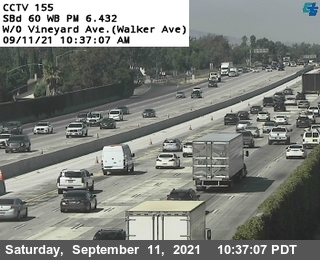 CCTV 155
SBd 60 WB PM 6.432
W/O Vineyard Ave.(Walker Ave)
09/11/21 10:37:07 AM
Saturday, September 11, 2021 10:37:07 PDT